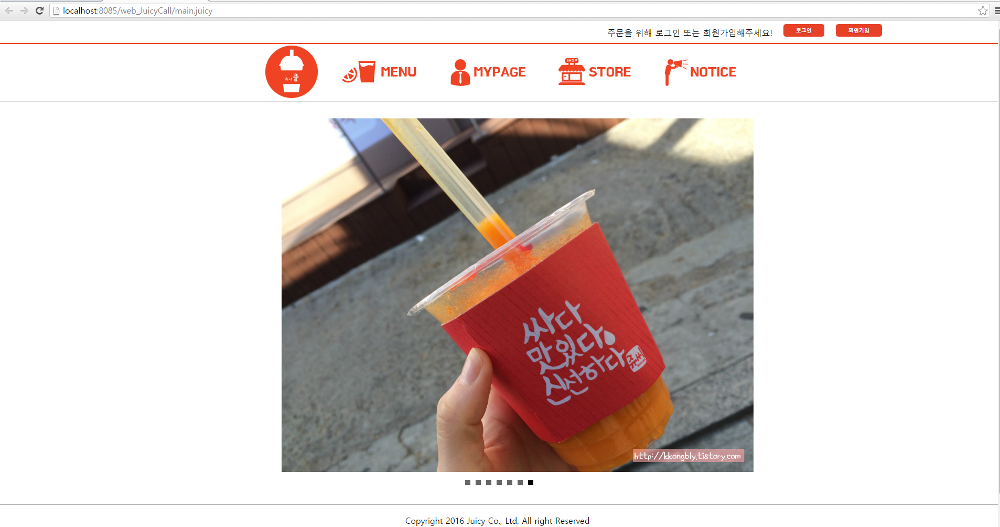 localhost:8085/web_JuicyCall/main.juicy
주문을 위해 로그인 또는 회원가입해주세요!
로그인
회원가입
쥬시콜
MENU
MYPAGE
SHOP
STORE
NOTICE
싸다
맛있다
신선하다
쥬씨
http://kkongbly.tistory.com
Copyright 2016 Juicy Co., Ltd. All right Reserved